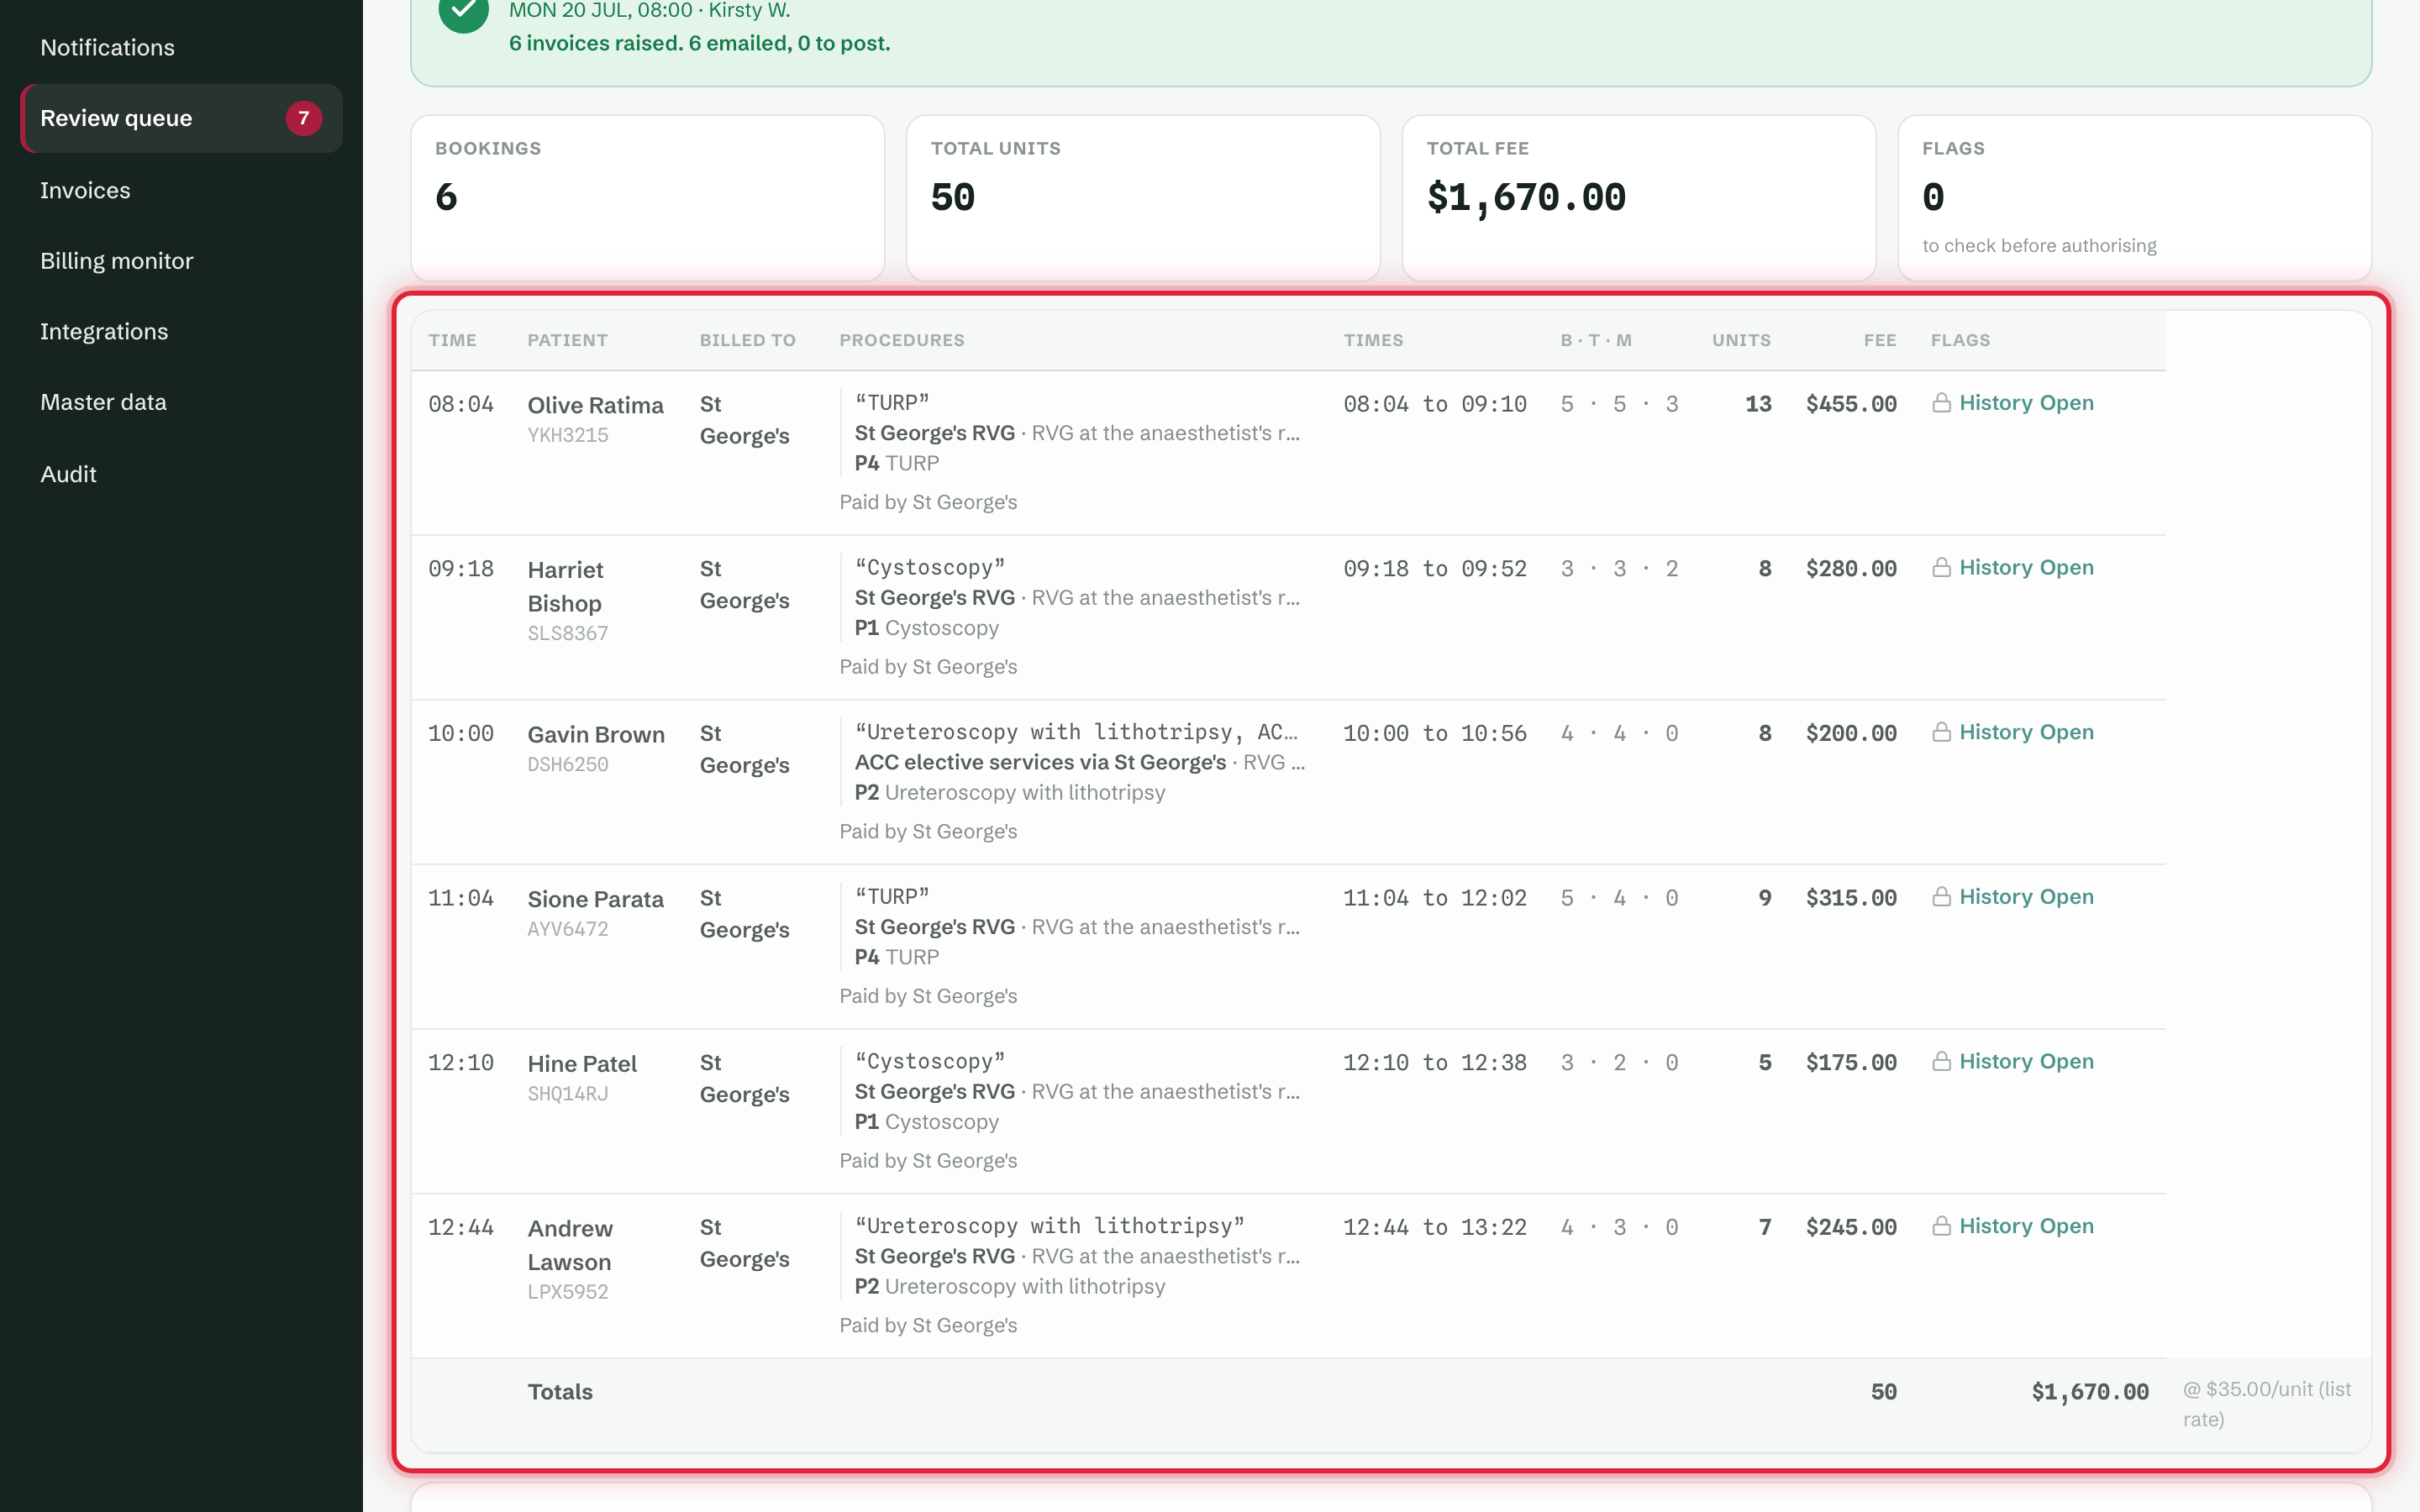 Notifications
Review queue 7
Invoices
Billing monitor
Integrations
Master data
Audit
MON 20 JUL, 08:00 · Kirsty W.
6 invoices raised. 6 emailed, 0 to post.
BOOKINGS
6
TOTAL UNITS
50
TOTAL FEE
$1,670.00
FLAGS
0
to check before authorising
TIME PATIENT BILLED TO PROCEDURES TIMES B · T · M UNITS FEE FLAGS
08:04 Olive Ratima St “TURP” 08:04 to 09:10 5 · 5 · 3 13 $455.00 History Open
YKH3215 George's St George's RVG · RVG at the anaesthetist's r...
P4 TURP
Paid by St George's
09:18 Harriet St “Cystoscopy” 09:18 to 09:52 3 · 3 · 2 8 $280.00 History Open
Bishop George's St George's RVG · RVG at the anaesthetist's r...
SLS8367 P1 Cystoscopy
Paid by St George's
10:00 Gavin Brown St “Ureteroscopy with lithotripsy, AC... 10:00 to 10:56 4 · 4 · 0 8 $200.00 History Open
DSH6250 George's ACC elective services via St George's · RVG ...
P2 Ureteroscopy with lithotripsy
Paid by St George's
11:04 Sione Parata St “TURP” 11:04 to 12:02 5 · 4 · 0 9 $315.00 History Open
AYV6472 George's St George's RVG · RVG at the anaesthetist's r...
P4 TURP
Paid by St George's
12:10 Hine Patel St “Cystoscopy” 12:10 to 12:38 3 · 2 · 0 5 $175.00 History Open
SHQ14RJ George's St George's RVG · RVG at the anaesthetist's r...
P1 Cystoscopy
Paid by St George's
12:44 Andrew St “Ureteroscopy with lithotripsy” 12:44 to 13:22 4 · 3 · 0 7 $245.00 History Open
Lawson George's St George's RVG · RVG at the anaesthetist's r...
LPX5952 P2 Ureteroscopy with lithotripsy
Paid by St George's
Totals 50 $1,670.00 @ $35.00/unit (list
rate)